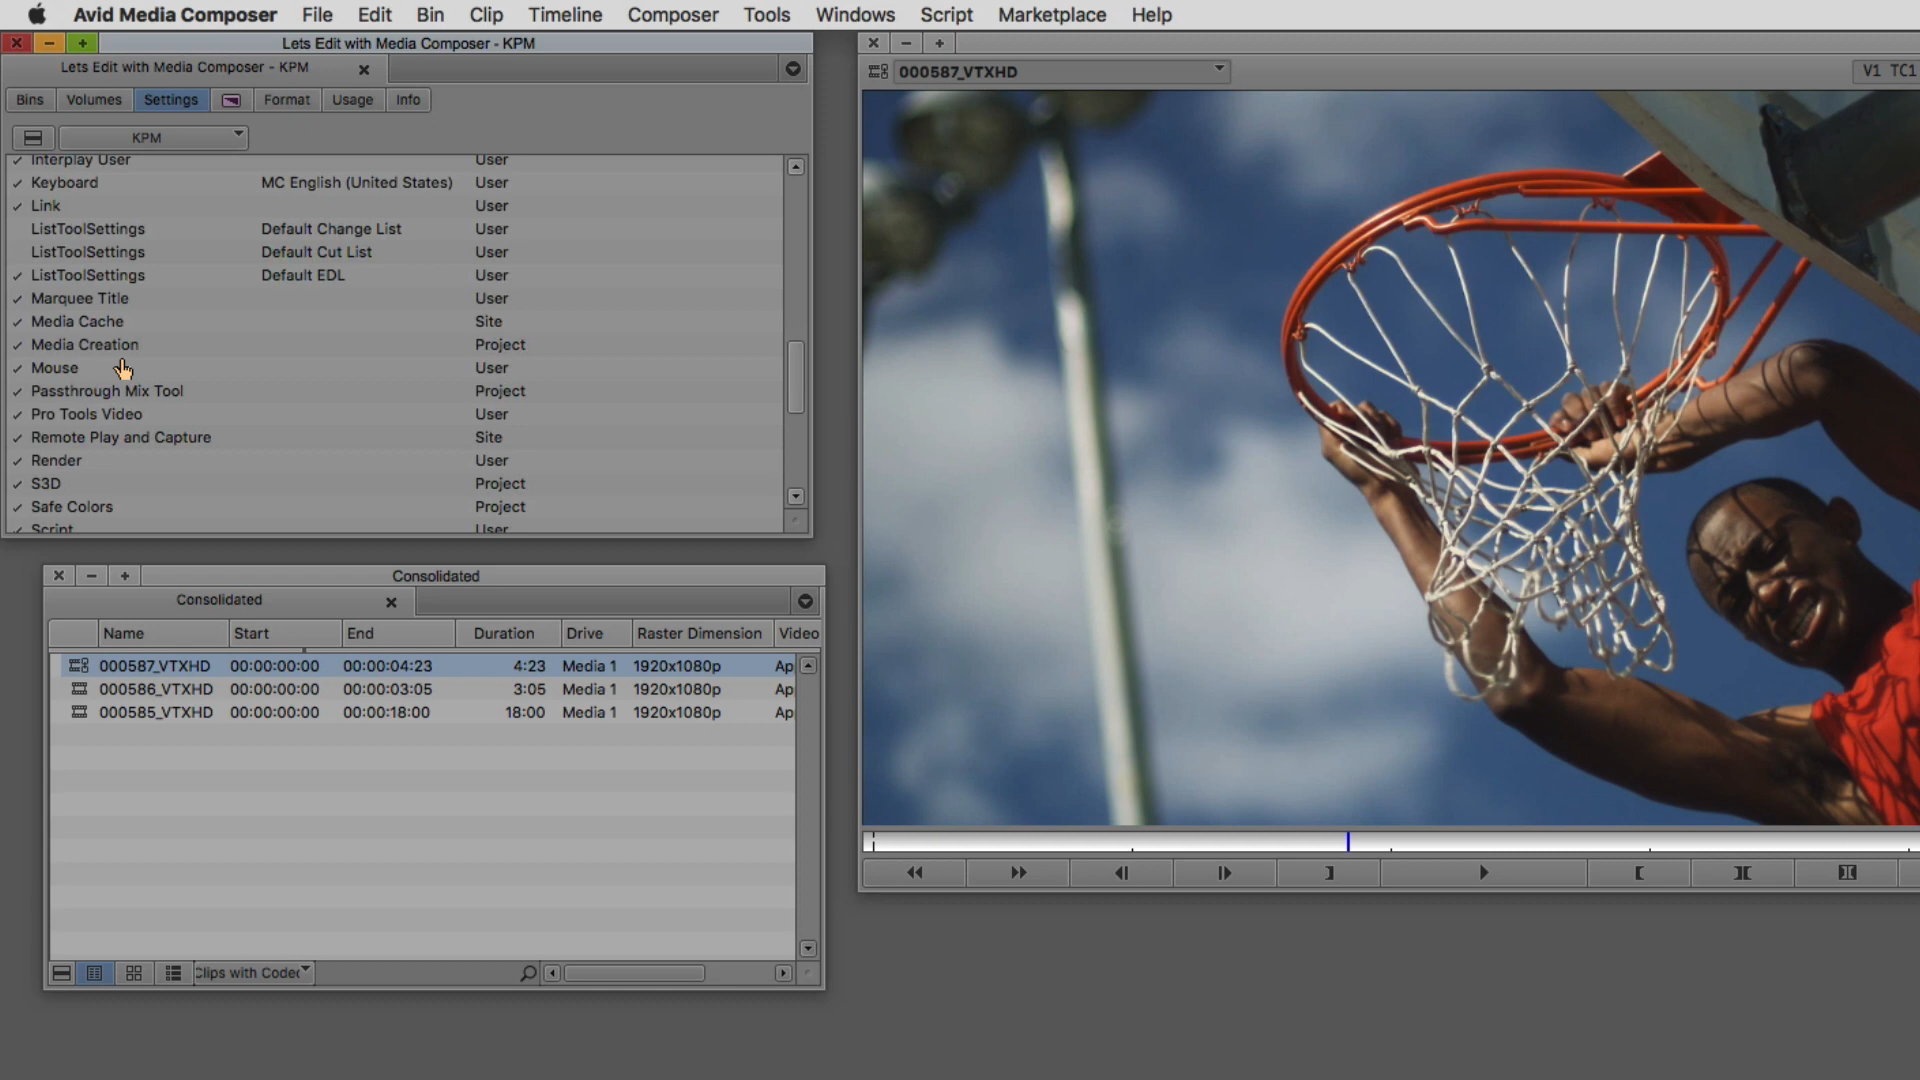 Avid Media Composer File Edit Bin Clip Timeline Composer Tools Windows Script Marketplace Help
Lets Edit with Media Composer - KPM
Lets Edit with Media Composer - KPM
Bins Volumes Settings Format Usage Info
KPM
Interplay User User
Keyboard MC English (United States) User
Link User
ListToolSettings Default Change List User
ListToolSettings Default Cut List User
ListToolSettings Default EDL User
Marquee Title User
Media Cache Site
Media Creation Project
Mouse User
Passthrough Mix Tool Project
Pro Tools Video User
Remote Play and Capture Site
Render User
S3D Project
Safe Colors Project
Script User
000587_VTXHD
V1 TC1
Consolidated
Consolidated
Name Start End Duration Drive Raster Dimension Video
000587_VTXHD 00:00:00:00 00:00:04:23 4:23 Media 1 1920x1080p Ap
000586_VTXHD 00:00:00:00 00:00:03:05 3:05 Media 1 1920x1080p Ap
000585_VTXHD 00:00:00:00 00:00:18:00 18:00 Media 1 1920x1080p Ap
Clips with Codec